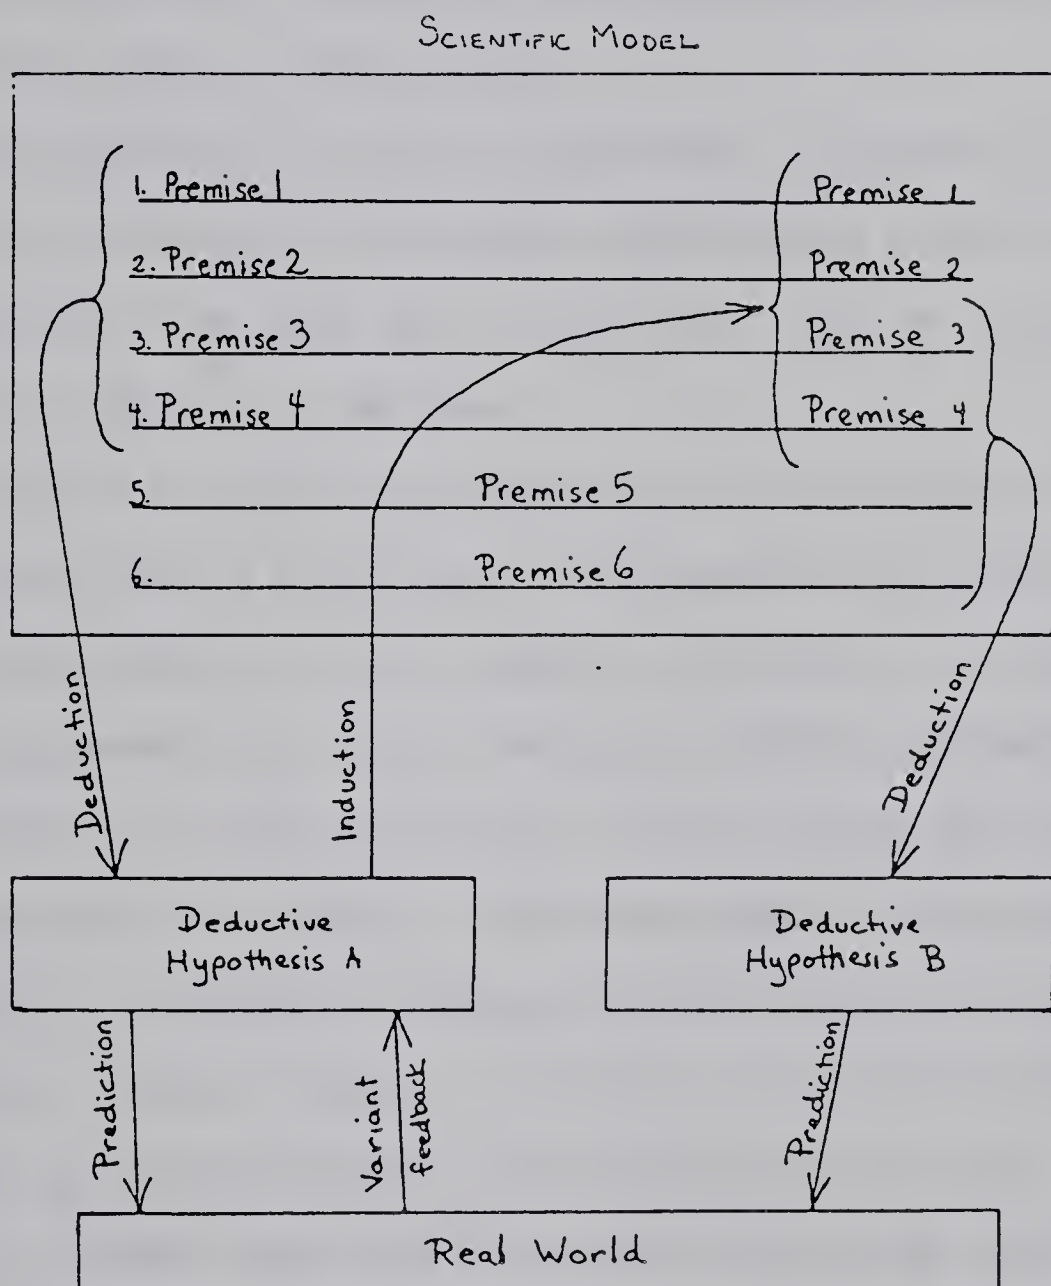 SCIENTIFIC MODEL
1. Premise 1 Premise 1
2. Premise 2 Premise 2
3. Premise 3 Premise 3
4. Premise 4 Premise 4
5. Premise 5
6. Premise 6
Deduction
Induction
Deduction
Deductive
Hypothesis A
Deductive
Hypothesis B
Prediction
Variant
feedback
Prediction
Real World